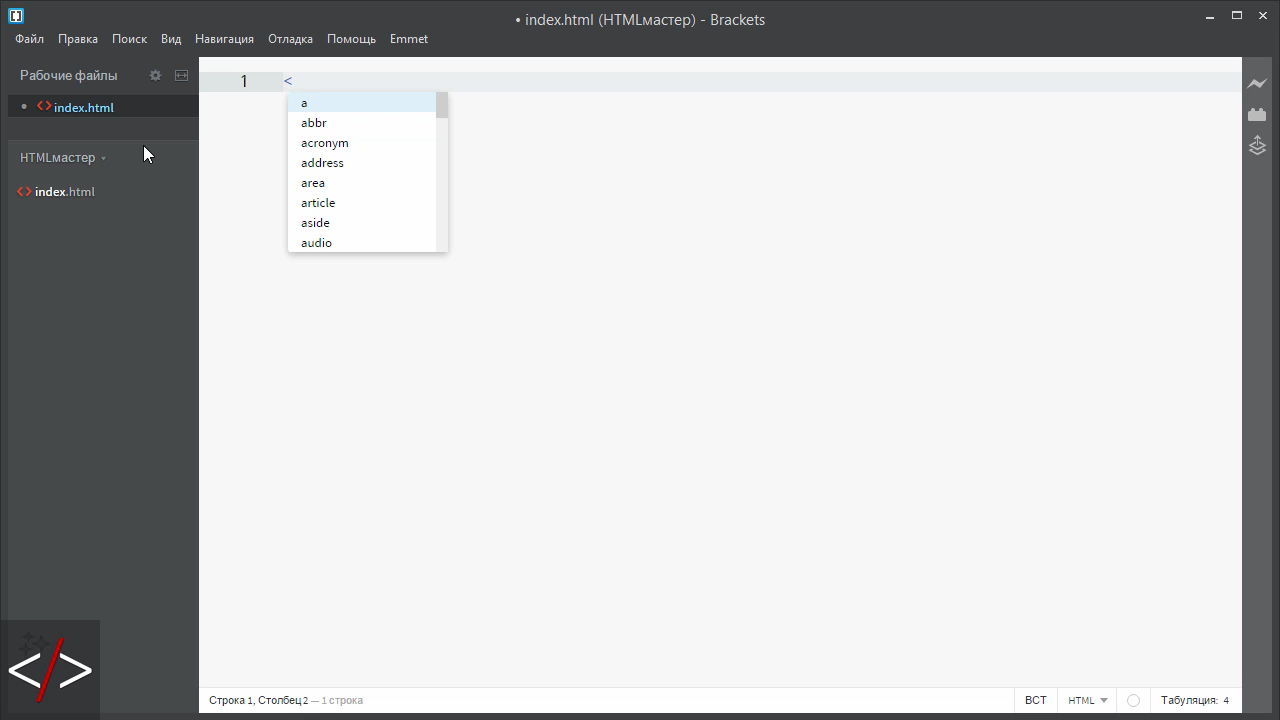 • index.html (HTMLмастер) - Brackets
Файл Правка Поиск Вид Навигация Отладка Помощь Emmet
Рабочие файлы
• index.html
HTMLмастер
index.html
1 <
a
abbr
acronym
address
area
article
aside
audio
</>
Строка 1, Столбец 2 — 1 строка ВСТ HTML Табуляция: 4